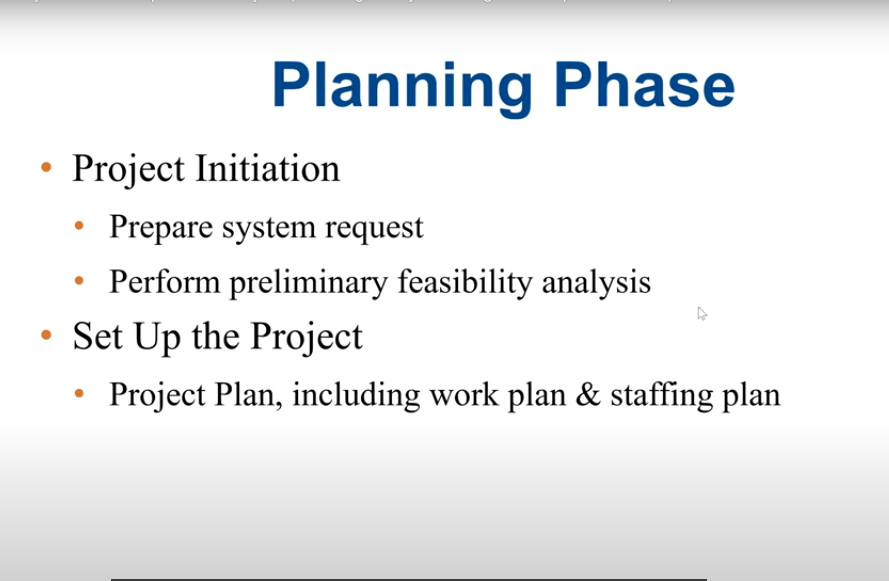 Planning Phase
• Project Initiation
• Prepare system request
• Perform preliminary feasibility analysis
• Set Up the Project
• Project Plan, including work plan & staffing plan